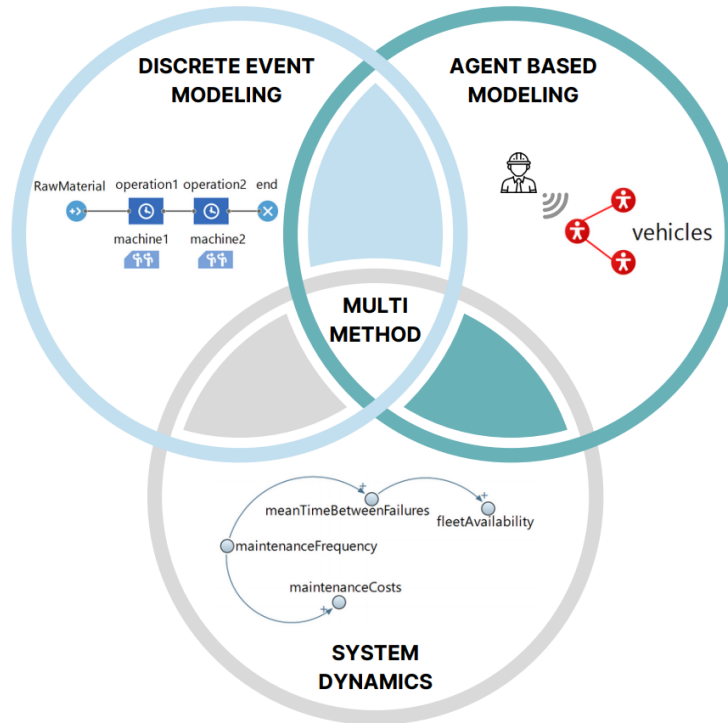 DISCRETE EVENT
MODELING
AGENT BASED
MODELING
RawMaterial
operation1
operation2
end
machine1
machine2
vehicles
MULTI
METHOD
+
meanTimeBetweenFailures
+
fleetAvailability
maintenanceFrequency
maintenanceCosts
+
SYSTEM
DYNAMICS